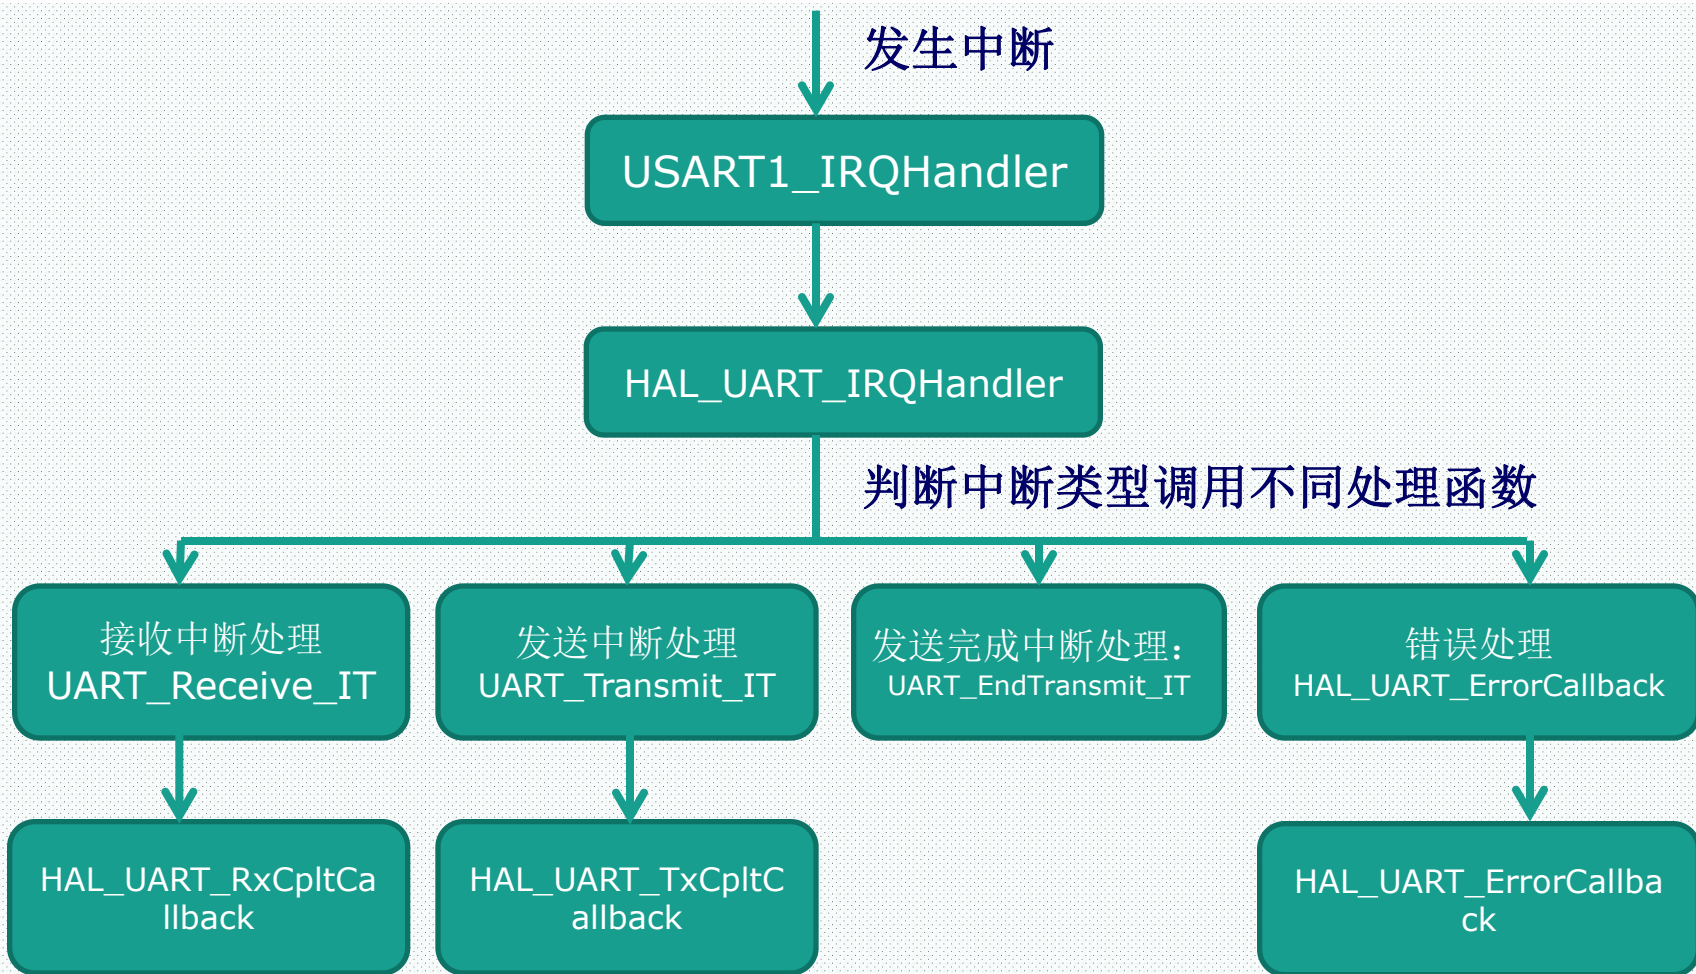 发生中断
USART1_IRQHandler
HAL_UART_IRQHandler
判断中断类型调用不同处理函数
接收中断处理
UART_Receive_IT
发送中断处理
UART_Transmit_IT
发送完成中断处理：
UART_EndTransmit_IT
错误处理
HAL_UART_ErrorCallback
HAL_UART_RxCpltCa
llback
HAL_UART_TxCpltC
allback
HAL_UART_ErrorCallba
ck